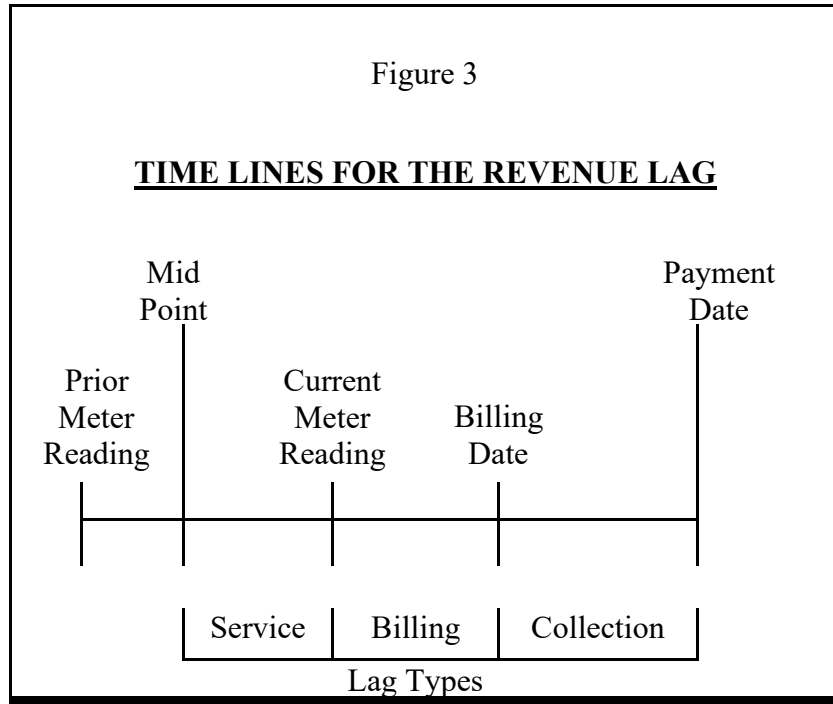 Figure 3
TIME LINES FOR THE REVENUE LAG
Mid
Point
Payment
Date
Prior
Meter
Reading
Current
Meter
Reading
Billing
Date
Service
Billing
Collection
Lag Types